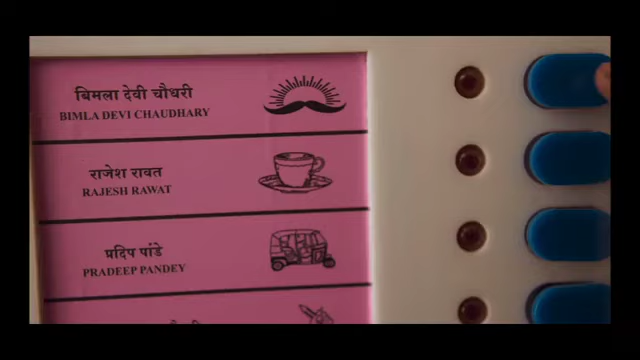 बिमला देवी चौधरी
BIMLA DEVI CHAUDHARY
राजेश रावत
RAJESH RAWAT
प्रदिप पांडे
PRADEEP PANDEY